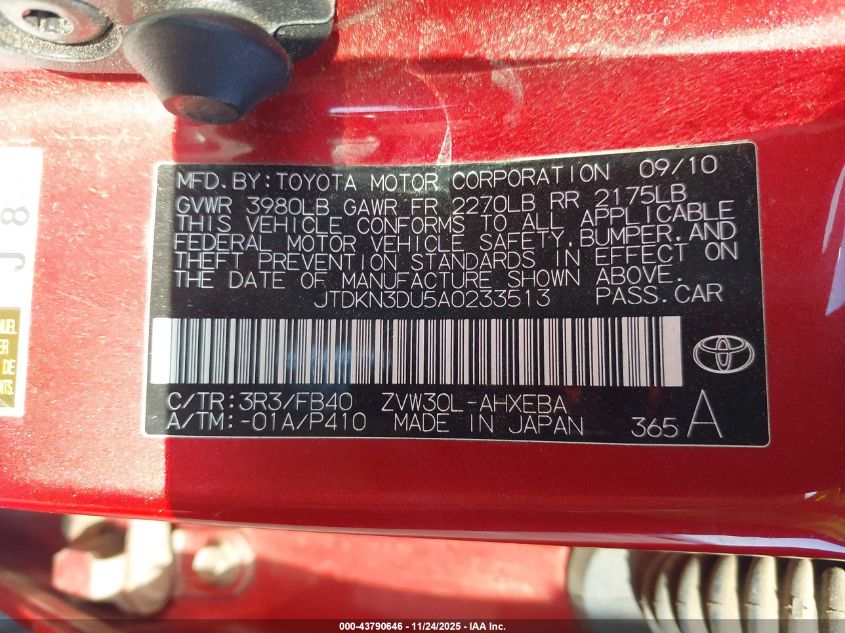 MFD. BY: TOYOTA MOTOR CORPORATION 09/10
GVWR 3980LB GAWR FR 2270LB RR 2175LB
THIS VEHICLE CONFORMS TO ALL APPLICABLE
FEDERAL MOTOR VEHICLE SAFETY, BUMPER, AND
THEFT PREVENTION STANDARDS IN EFFECT ON
THE DATE OF MANUFACTURE SHOWN ABOVE.
JTDKN3DU5A0233513 PASS. CAR
C/TR: 3R3/FB40 ZVW30L-AHXEBA
A/TM: -01A/P410 MADE IN JAPAN 365 A
J 8
DE
000-43790646 - 11/24/2025 - IAA Inc.